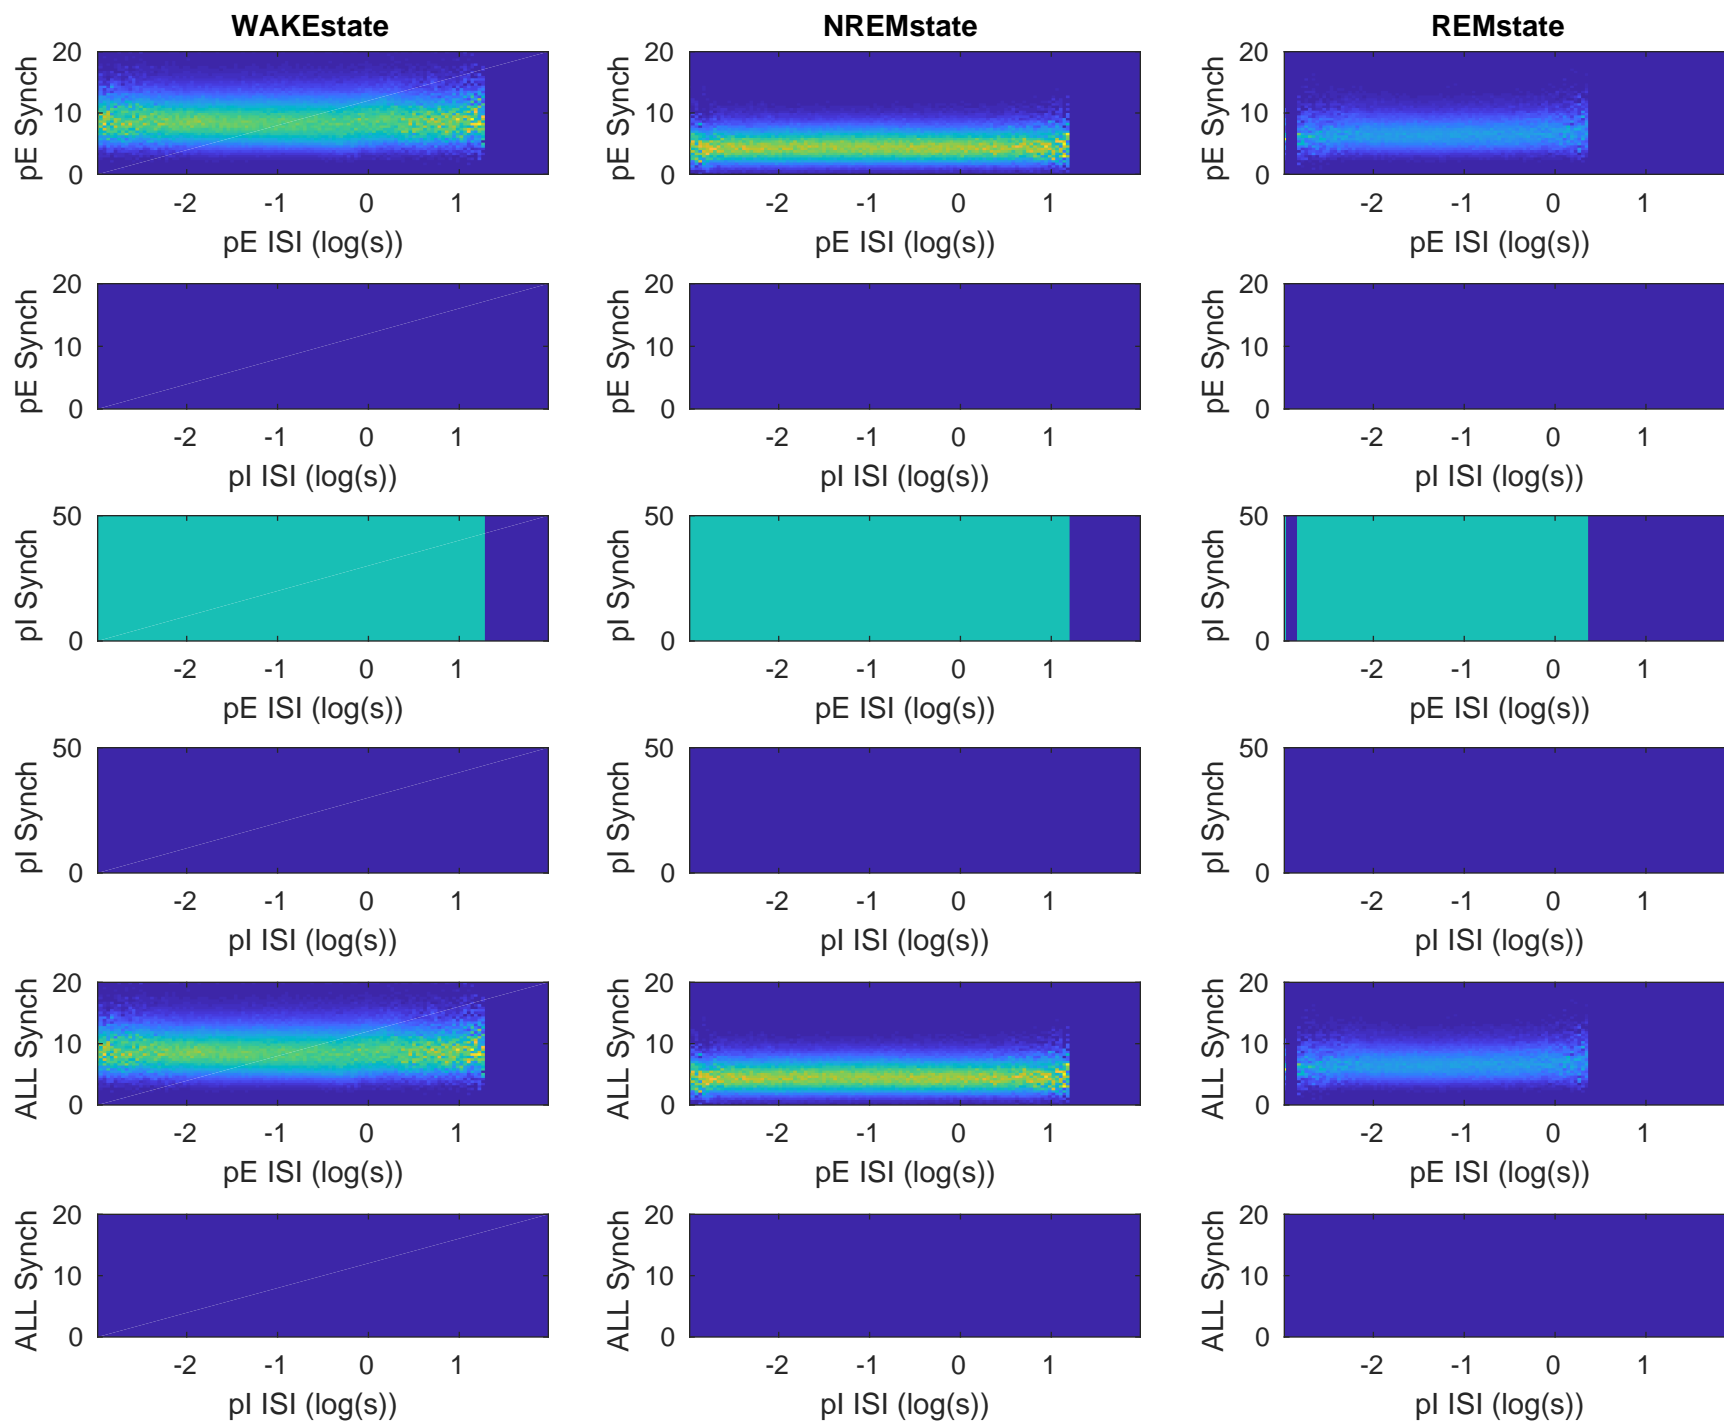 WAKEstate NREMstate REMstate
20 20 20
10 10 10
0 0 0
pE Synch pE Synch pE Synch
-2 -1 0 1 -2 -1 0 1 -2 -1 0 1
pE ISI (log(s)) pE ISI (log(s)) pE ISI (log(s))
20 20 20
10 10 10
0 0 0
pE Synch pE Synch pE Synch
-2 -1 0 1 -2 -1 0 1 -2 -1 0 1
pI ISI (log(s)) pI ISI (log(s)) pI ISI (log(s))
50 50 50
0 0 0
pI Synch pI Synch pI Synch
-2 -1 0 1 -2 -1 0 1 -2 -1 0 1
pE ISI (log(s)) pE ISI (log(s)) pE ISI (log(s))
50 50 50
0 0 0
pI Synch pI Synch pI Synch
-2 -1 0 1 -2 -1 0 1 -2 -1 0 1
pI ISI (log(s)) pI ISI (log(s)) pI ISI (log(s))
20 20 20
10 10 10
0 0 0
ALL Synch ALL Synch ALL Synch
-2 -1 0 1 -2 -1 0 1 -2 -1 0 1
pE ISI (log(s)) pE ISI (log(s)) pE ISI (log(s))
20 20 20
10 10 10
0 0 0
ALL Synch ALL Synch ALL Synch
-2 -1 0 1 -2 -1 0 1 -2 -1 0 1
pI ISI (log(s)) pI ISI (log(s)) pI ISI (log(s))